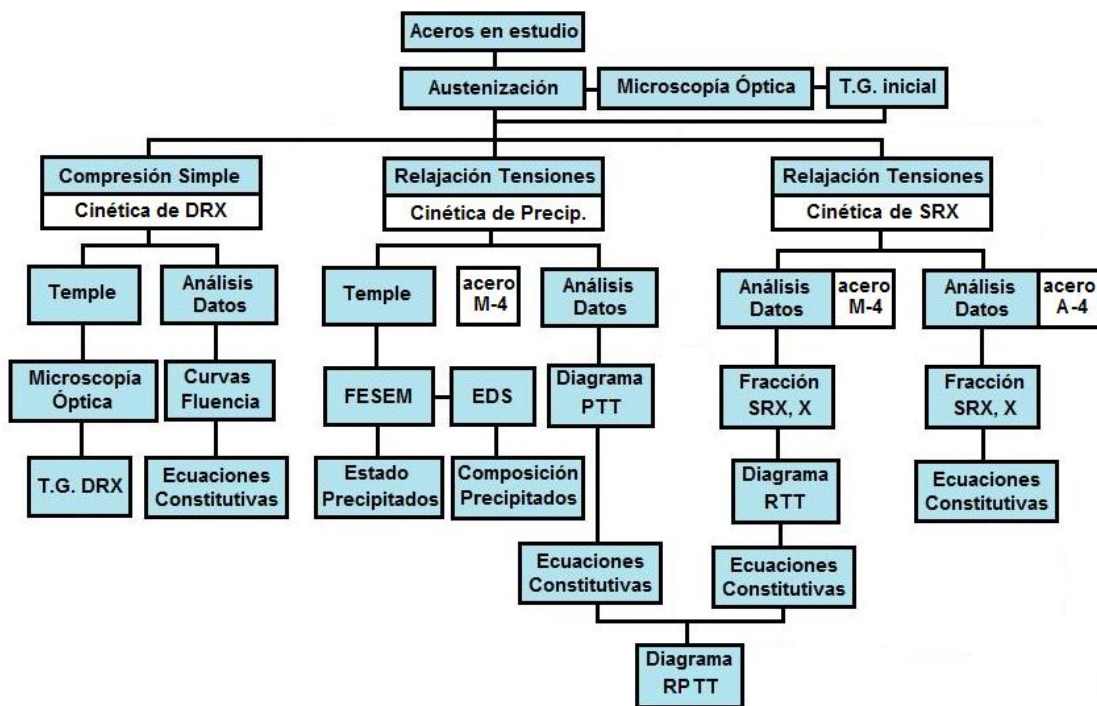 Aceros en estudio
Austenización
Microscopía Óptica
T.G. inicial
Compresión Simple
Cinética de DRX
Relajación Tensiones
Cinética de Precip.
Relajación Tensiones
Cinética de SRX
Temple
Análisis
Datos
Temple
acero
M-4
Análisis
Datos
Análisis
Datos
acero
M-4
Análisis
Datos
acero
A-4
Microscopía
Óptica
Curvas
Fluencia
FESEM
EDS
Diagrama
PTT
Fracción
SRX, X
Fracción
SRX, X
T.G. DRX
Ecuaciones
Constitutivas
Estado
Precipitados
Composición
Precipitados
Diagrama
RTT
Ecuaciones
Constitutivas
Ecuaciones
Constitutivas
Ecuaciones
Constitutivas
Diagrama
RPTT